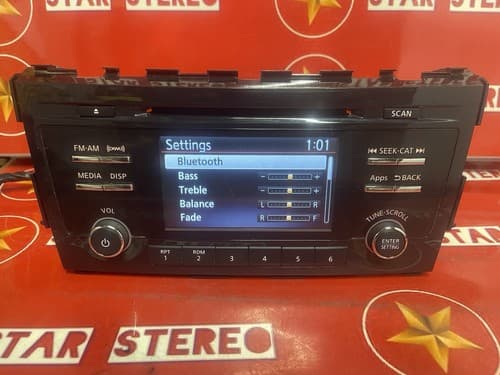 STAR STEREO
STAR
SCAN
FM·AM
SEEK·CAT
MEDIA DISP
Apps BACK
VOL
TUNE·SCROLL
Settings 1:01
Bluetooth
Bass - +
Treble - +
Balance L R
Fade R F
ENTER
SETTING
RPT
1
RDM
2
3
4
5
6
STAR STEREO